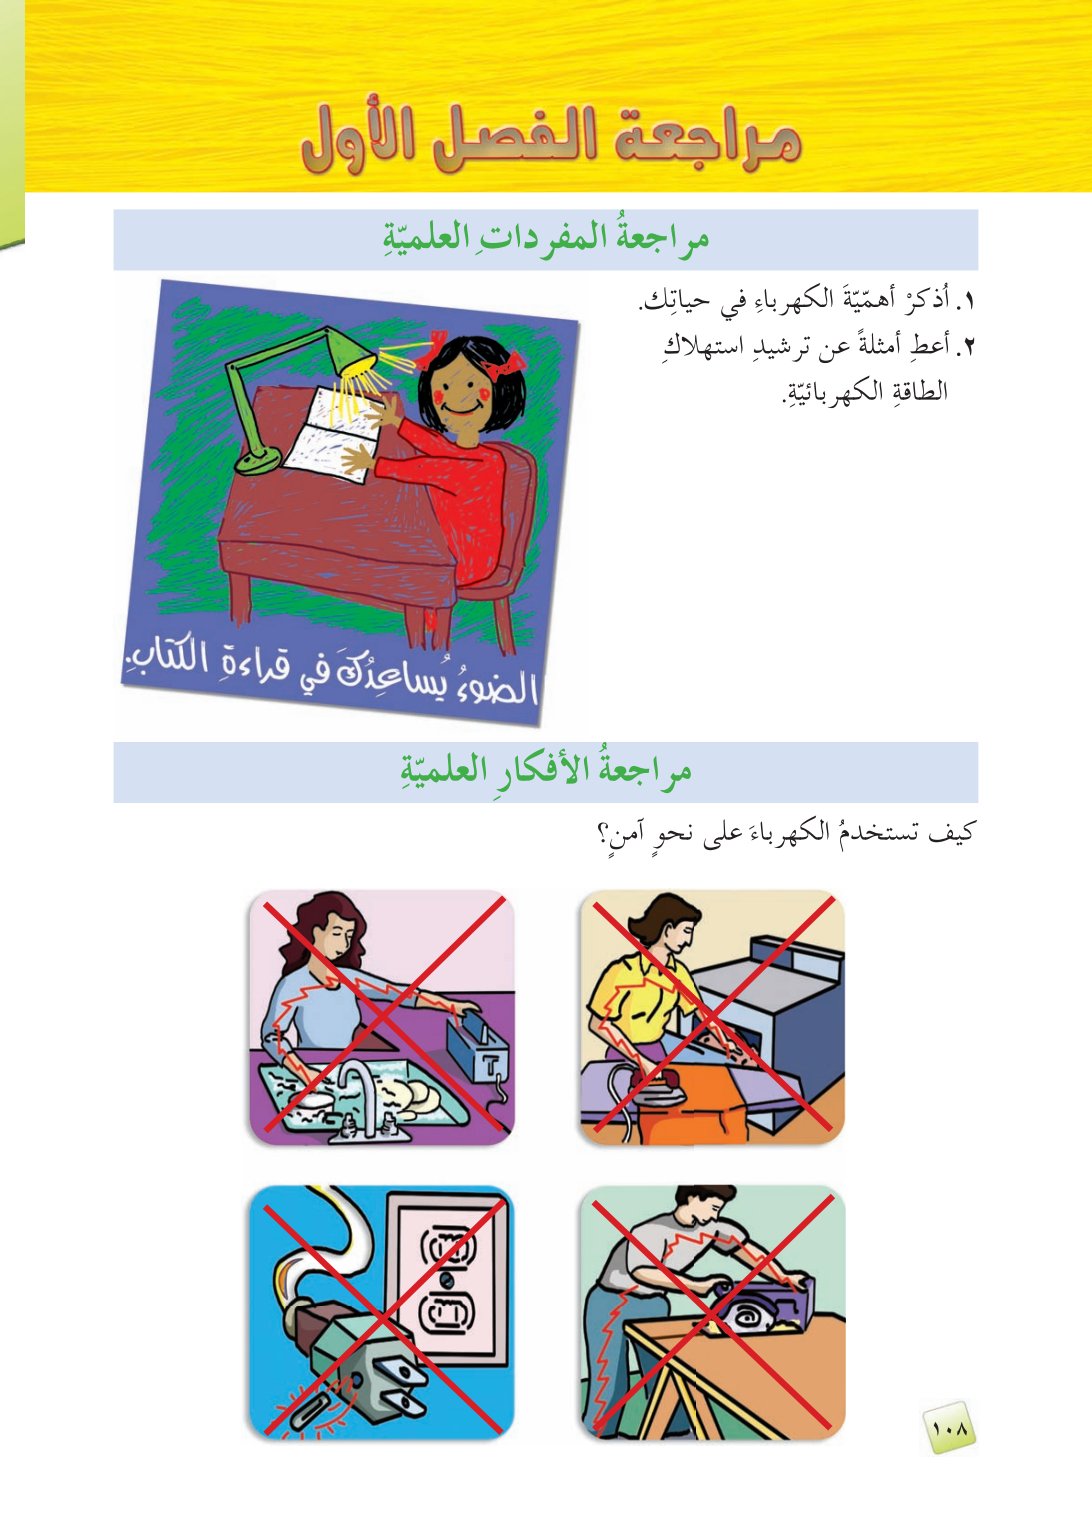 مراجعة الفصل الأول
مراجعةُ المفرداتِ العلميّةِ
١. اُذكرْ أهمّيّةَ الكهرباءِ في حياتِك.
٢. أعطِ أمثلةً عن ترشيدِ استهلاكِ
الطاقةِ الكهربائيّةِ.
الضوءُ يُساعِدُكَ في قراءةِ الكتابِ.
مراجعةُ الأفكارِ العلميّةِ
كيف تستخدمُ الكهرباءَ على نحوٍ آمنٍ؟
١٠٨